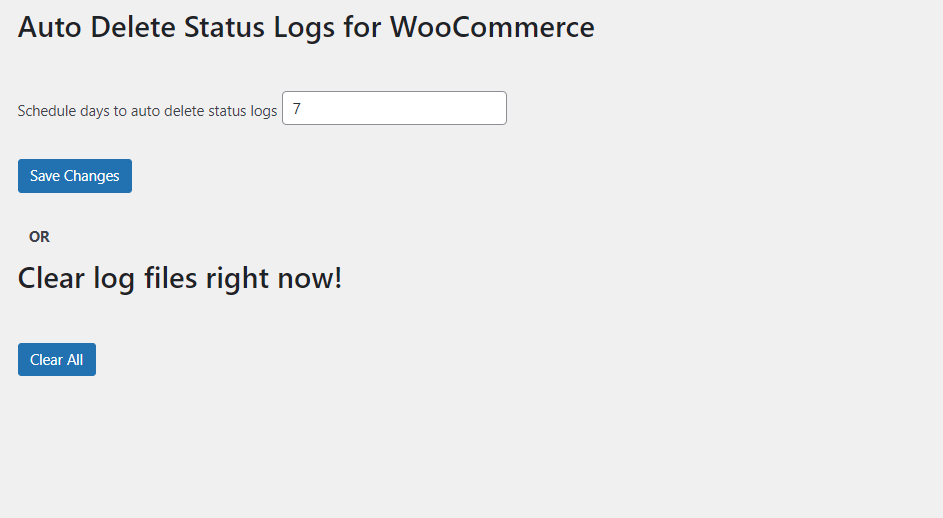 Auto Delete Status Logs for WooCommerce
Schedule days to auto delete status logs 7
Save Changes
OR
Clear log files right now!
Clear All